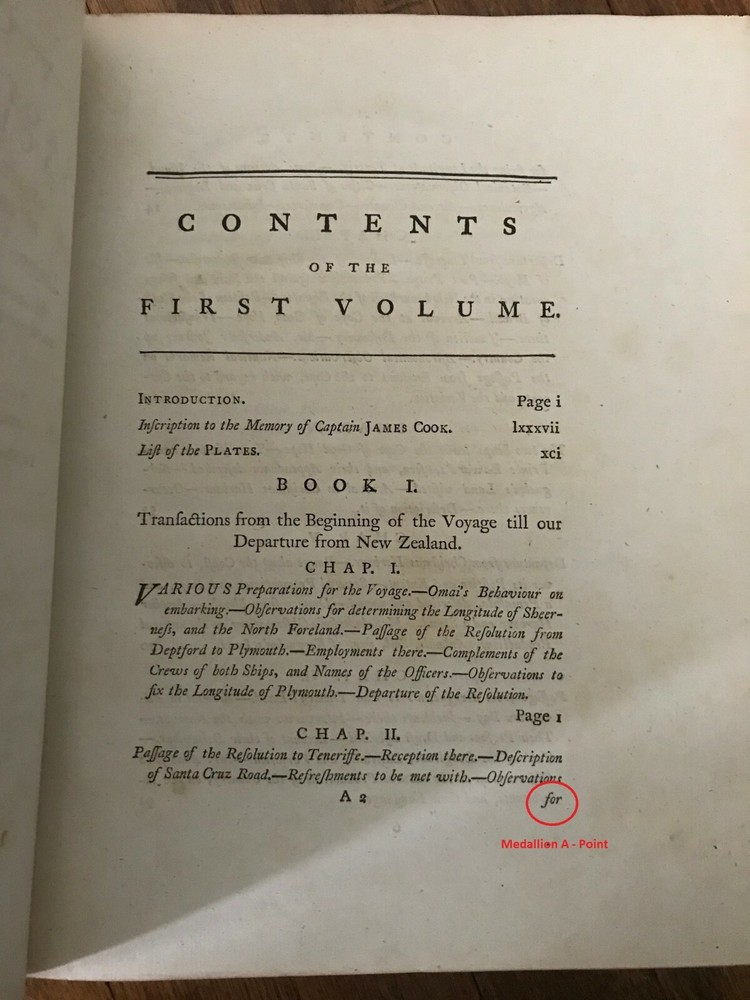 CONTENTS
OF THE
FIRST VOLUME.
INTRODUCTION. Page i
Inſcription to the Memory of Captain JAMES COOK. lxxxvii
Liſt of the PLATES. xci
BOOK I.
Tranſactions from the Beginning of the Voyage till our
Departure from New Zealand.
CHAP. I.
VARIOUS Preparations for the Voyage.—Omai's Behaviour on
embarking.—Obſervations for determining the Longitude of Sheer-
neſs, and the North Foreland.—Paſſage of the Reſolution from
Deptford to Plymouth.—Employments there.—Complements of the
Crews of both Ships, and Names of the Officers.—Obſervations to
fix the Longitude of Plymouth.—Departure of the Reſolution.
Page 1
CHAP. II.
Paſſage of the Reſolution to Teneriffe.—Reception there.—Deſcription
of Santa Cruz Road.—Refreſhments to be met with.—Obſervations
A 2 for
Medallion A - Point